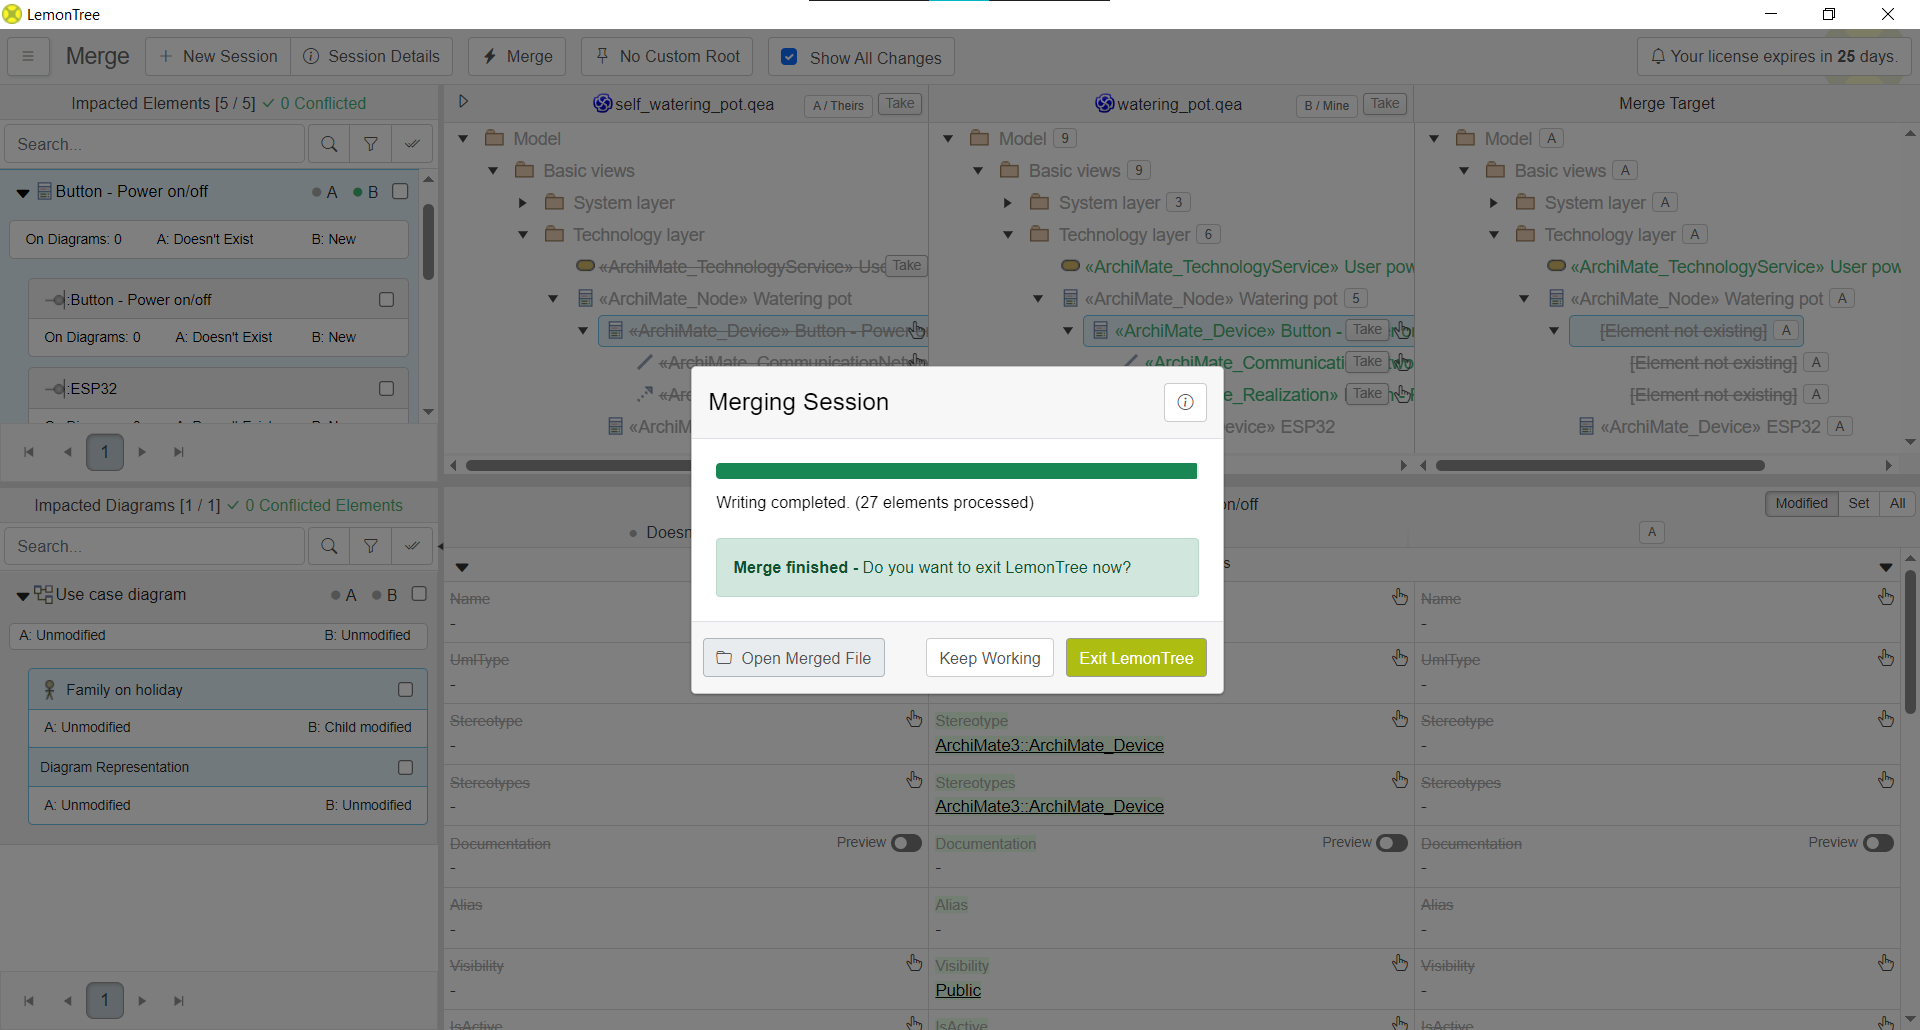 LemonTree
Merge
New Session
Session Details
Merge
No Custom Root
Show All Changes
Your license expires in 25 days.
Impacted Elements [5 / 5] 0 Conflicted
Search...
Button - Power on/off A B
On Diagrams: 0 A: Doesn't Exist B: New
:Button - Power on/off
On Diagrams: 0 A: Doesn't Exist B: New
:ESP32
1
self_watering_pot.qea A / Theirs Take
Model
Basic views
System layer
Technology layer
«ArchiMate_TechnologyService» Use Take
«ArchiMate_Node» Watering pot
«ArchiMate_Device» Button - Power
«ArchiMate_CommunicationNetw
«Ar
«ArchiM
watering_pot.qea B / Mine Take
Model 9
Basic views 9
System layer 3
Technology layer 6
«ArchiMate_TechnologyService» User pow
«ArchiMate_Node» Watering pot 5
«ArchiMate_Device» Button - Take
«ArchiMate_Communicati Take
e_Realization» Take
evice» ESP32
Merge Target
Model A
Basic views A
System layer A
Technology layer A
«ArchiMate_TechnologyService» User pow
«ArchiMate_Node» Watering pot A
[Element not existing] A
[Element not existing] A
[Element not existing] A
«ArchiMate_Device» ESP32 A
Merging Session
Writing completed. (27 elements processed)
Merge finished - Do you want to exit LemonTree now?
Open Merged File
Keep Working
Exit LemonTree
Impacted Diagrams [1 / 1] 0 Conflicted Elements
Search...
Use case diagram A B
A: Unmodified B: Unmodified
Family on holiday
A: Unmodified B: Child modified
Diagram Representation
A: Unmodified B: Unmodified
1
on/off
Modified Set All
Doesn
A
s
Name
-
Name
-
UmlType
-
UmlType
-
Stereotype
-
Stereotype
ArchiMate3::ArchiMate_Device
Stereotype
-
Stereotypes
-
Stereotypes
ArchiMate3::ArchiMate_Device
Stereotypes
-
Documentation Preview
-
Documentation Preview
-
Documentation Preview
-
Alias
-
Alias
-
Alias
-
Visibility
-
Visibility
Public
Visibility
-
IsActive
IsActive
IsActive